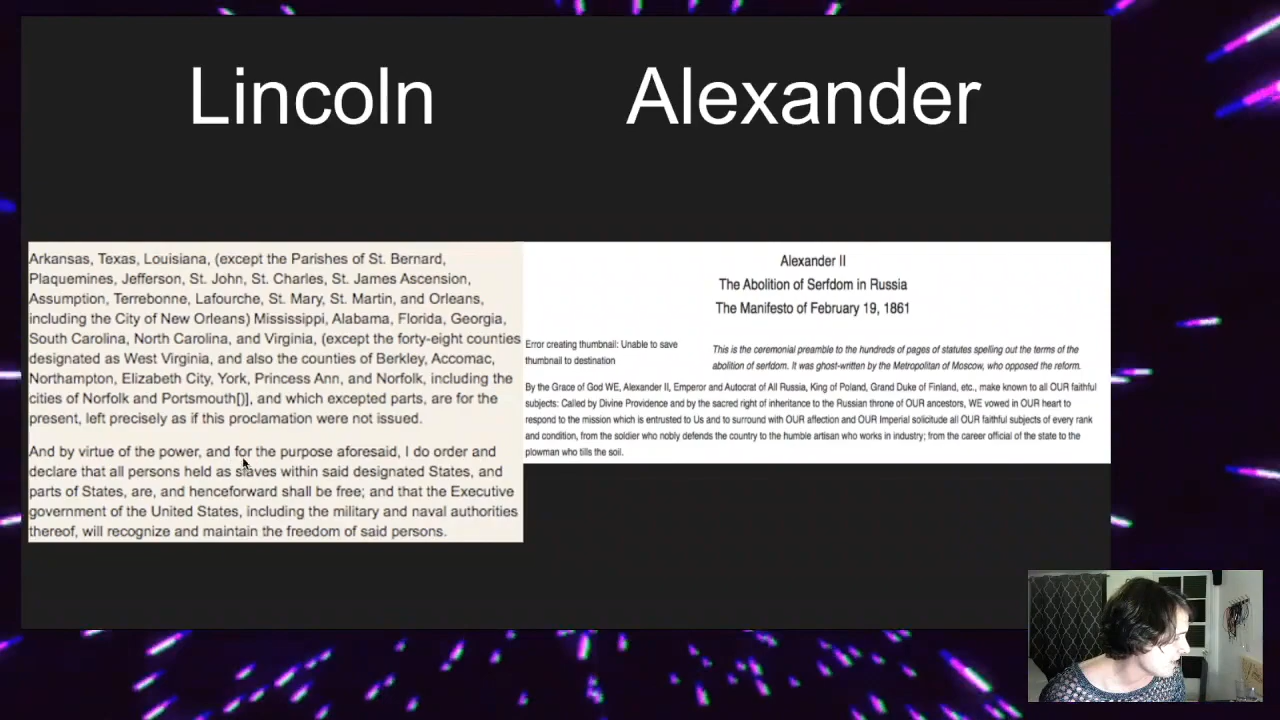 Lincoln
Alexander
Arkansas, Texas, Louisiana, (except the Parishes of St. Bernard,
Plaquemines, Jefferson, St. John, St. Charles, St. James Ascension,
Assumption, Terrebonne, Lafourche, St. Mary, St. Martin, and Orleans,
including the City of New Orleans) Mississippi, Alabama, Florida, Georgia,
South Carolina, North Carolina, and Virginia, (except the forty-eight counties
designated as West Virginia, and also the counties of Berkley, Accomac,
Northampton, Elizabeth City, York, Princess Ann, and Norfolk, including the
cities of Norfolk and Portsmouth[)], and which excepted parts, are for the
present, left precisely as if this proclamation were not issued.
And by virtue of the power, and for the purpose aforesaid, I do order and
declare that all persons held as slaves within said designated States, and
parts of States, are, and henceforward shall be free; and that the Executive
government of the United States, including the military and naval authorities
thereof, will recognize and maintain the freedom of said persons.
Alexander II
The Abolition of Serfdom in Russia
The Manifesto of February 19, 1861
Error creating thumbnail: Unable to save
thumbnail to destination
This is the ceremonial preamble to the hundreds of pages of statutes spelling out the terms of the
abolition of serfdom. It was ghost-written by the Metropolitan of Moscow, who opposed the reform.
By the Grace of God WE, Alexander II, Emperor and Autocrat of All Russia, King of Poland, Grand Duke of Finland, etc., make known to all OUR faithful
subjects: Called by Divine Providence and by the sacred right of inheritance to the Russian throne of OUR ancestors, WE vowed in OUR heart to
respond to the mission which is entrusted to Us and to surround with OUR affection and OUR Imperial solicitude all OUR faithful subjects of every rank
and condition, from the soldier who nobly defends the country to the humble artisan who works in industry; from the career official of the state to the
plowman who tills the soil.